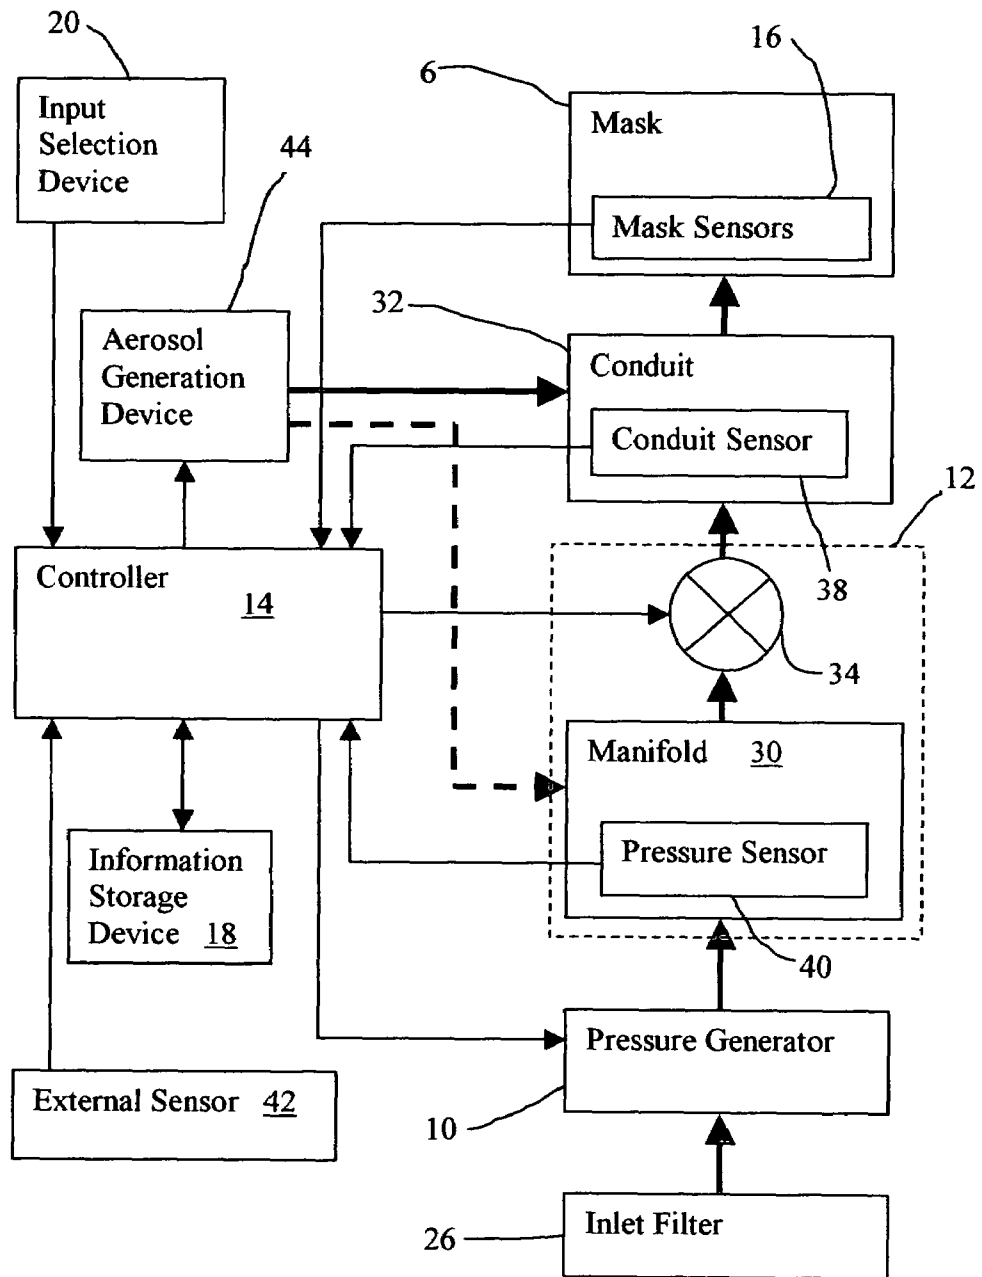 20
Input
Selection
Device
44
Aerosol
Generation
Device
6
16
Mask
Mask Sensors
32
Conduit
Conduit Sensor
12
38
Controller
14
34
Manifold 30
Pressure Sensor
40
Information
Storage
Device 18
External Sensor 42
Pressure Generator
10
Inlet Filter
26